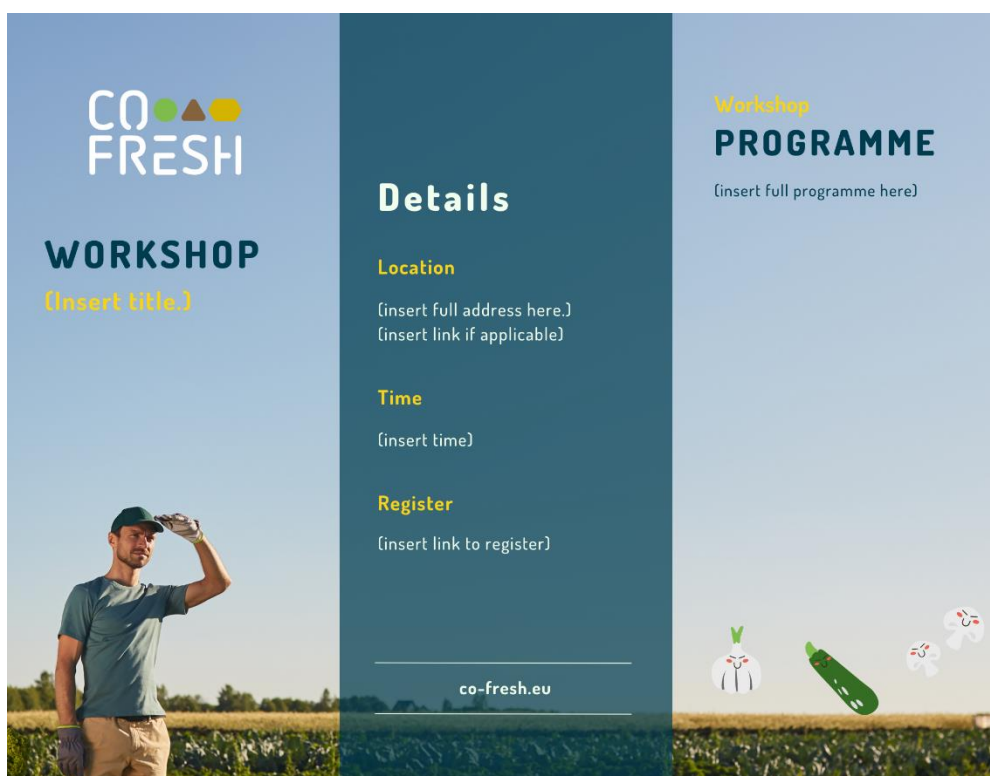 CO
FRESH
WORKSHOP
(Insert title.)
Details
Location
(insert full address here.)
(insert link if applicable)
Time
(insert time)
Register
(insert link to register)
co-fresh.eu
Workshop
PROGRAMME
(insert full programme here)